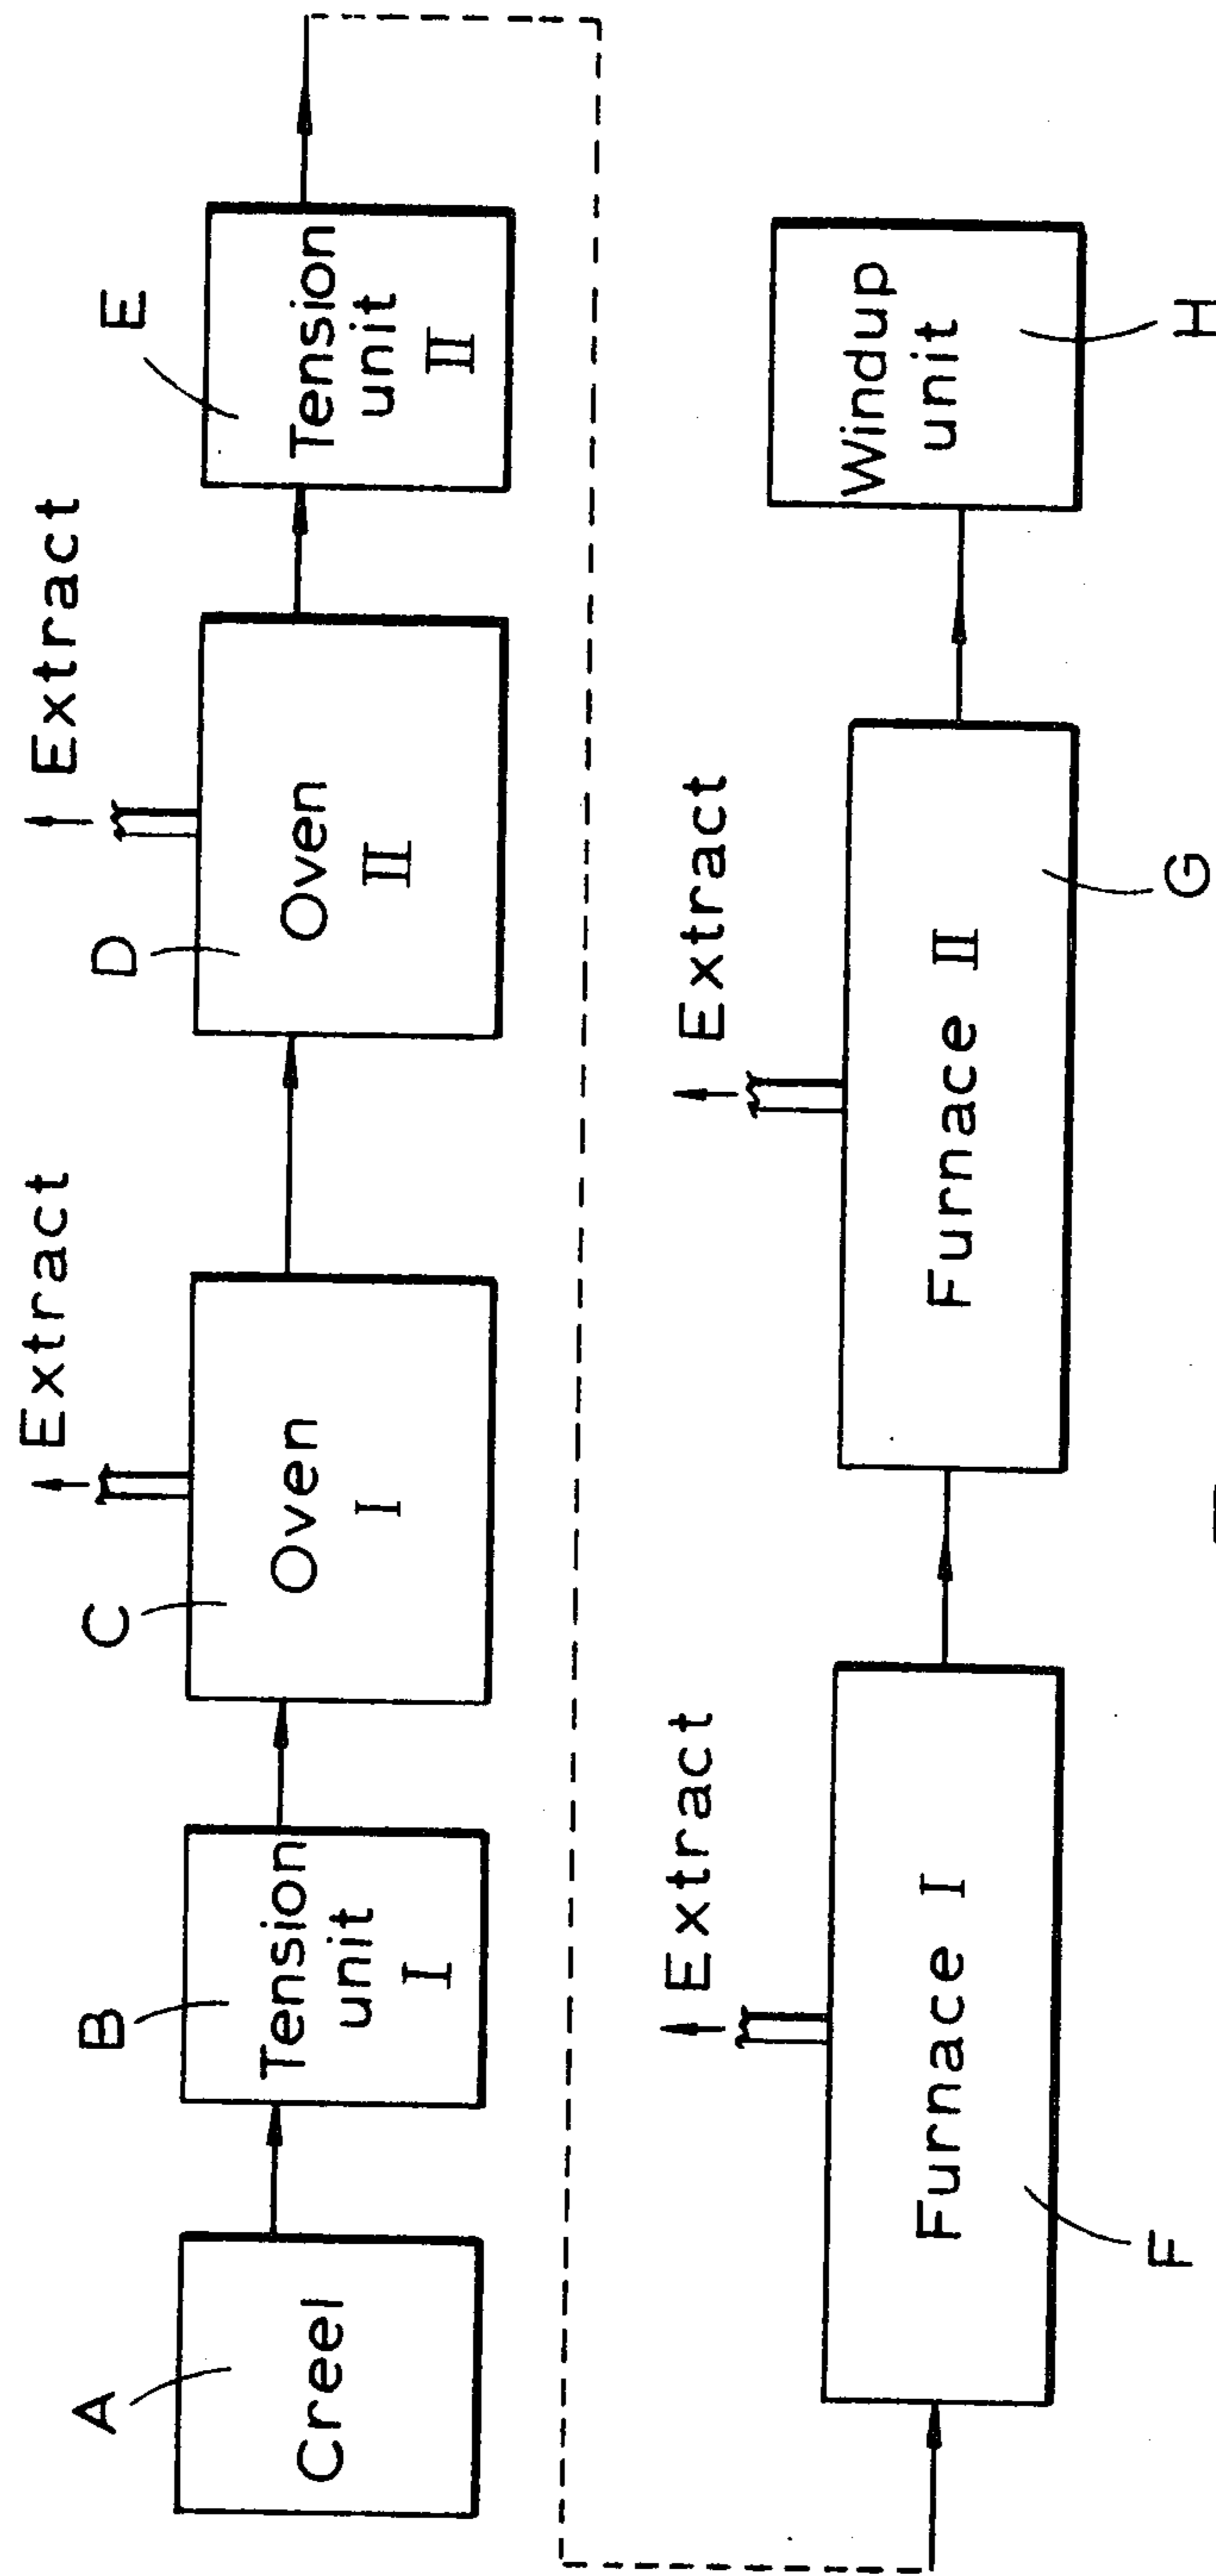 A
Creel
B
Tension
unit
I
C
Oven
I
Extract
D
Oven
II
Extract
E
Tension
unit
II
F
Furnace I
Extract
G
Furnace II
Extract
H
Windup
unit